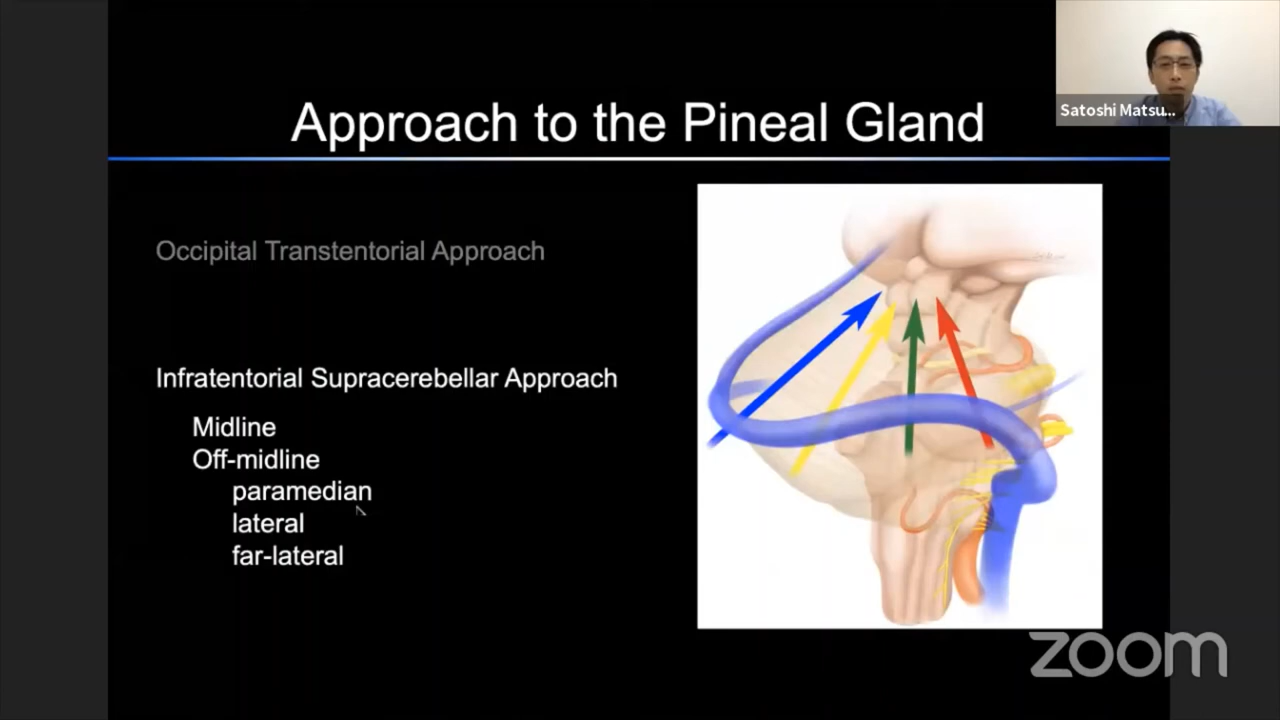 Approach to the Pineal Gland
Satoshi Matsu...
Occipital Transtentorial Approach
Infratentorial Supracerebellar Approach
Midline
Off-midline
paramedian
lateral
far-lateral
zoom